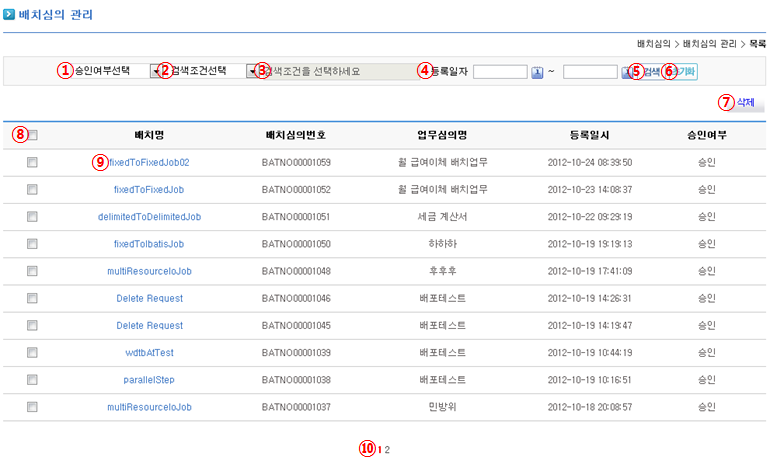 배치심의 관리
배치심의 > 배치심의 관리 > 목록
① 승인여부선택 ② 검색조건선택 ③ 검색조건을 선택하세요 ④ 등록일자 ~ ⑤ 검색 ⑥ 초기화
⑦ 삭제
⑧ 배치명 배치심의번호 업무심의명 등록일시 승인여부
⑨ fixedToFixedJob02 BATNO00001059 월 급여이체 배치업무 2012-10-24 08:39:50 승인
fixedToFixedJob BATNO00001052 월 급여이체 배치업무 2012-10-23 14:08:37 승인
delimitedToDelimitedJob BATNO00001051 세금 계산서 2012-10-22 09:29:19 승인
fixedToIbatisJob BATNO00001050 하하하 2012-10-19 19:19:13 승인
multiResourceIoJob BATNO00001048 후후후 2012-10-19 17:41:09 승인
Delete Request BATNO00001046 배포테스트 2012-10-19 14:26:31 승인
Delete Request BATNO00001045 배포테스트 2012-10-19 14:19:47 승인
wdtbAtTest BATNO00001039 배포테스트 2012-10-19 10:44:19 승인
parallelStep BATNO00001038 배포테스트 2012-10-19 10:16:51 승인
multiResourceIoJob BATNO00001037 민방위 2012-10-18 20:08:57 승인
⑩ 1 2